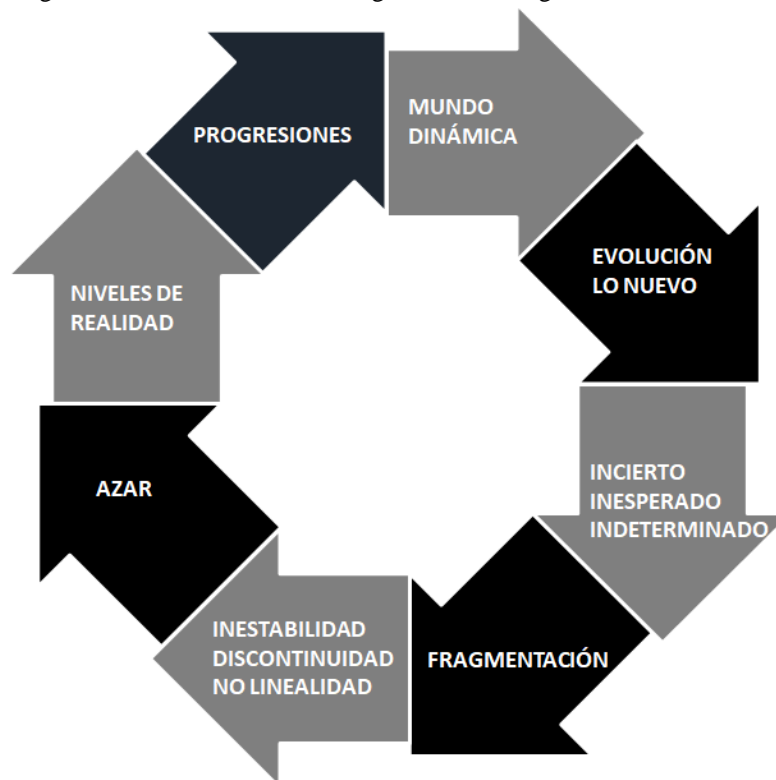 PROGRESIONES
MUNDO
DINÁMICA
EVOLUCIÓN
LO NUEVO
INCIERTO
INESPERADO
INDETERMINADO
FRAGMENTACIÓN
INESTABILIDAD
DISCONTINUIDAD
NO LINEALIDAD
AZAR
NIVELES DE
REALIDAD